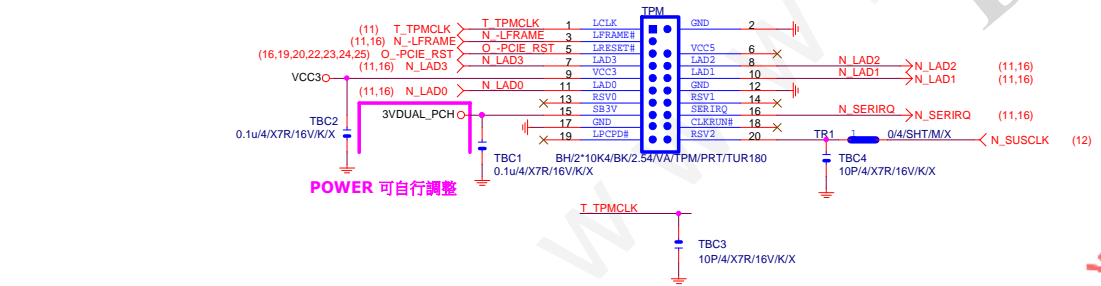 TPM
(11) T_TPMCLK T_TPMCLK 1 LCLK GND 2
(11,16) N_-LFRAME N_-LFRAME 3 LFRAME#
(16,19,20,22,23,24,25) O_-PCIE_RST O_-PCIE_RST 5 LRESET# VCC5 6
(11,16) N_LAD3 N_LAD3 7 LAD3 LAD2 8 N_LAD2 N_LAD2 (11,16)
VCC3 9 VCC3 LAD1 10 N_LAD1 N_LAD1 (11,16)
(11,16) N_LAD0 N_LAD0 11 LAD0 GND 12
13 RSV0 RSV1 14
3VDUAL_PCH 15 SB3V SERIRQ 16 N_SERIRQ N_SERIRQ (11,16)
17 GND CLKRUN# 18
19 LPCPD# RSV2 20 TR1 1 0/4/SHT/M/X N_SUSCLK (12)
TBC2
0.1u/4/X7R/16V/K/X
BH/2*10K4/BK/2.54/VA/TPM/PRT/TUR180
TBC1
0.1u/4/X7R/16V/K/X
TBC4
10P/4/X7R/16V/K/X
POWER 可自行調整
T_TPMCLK
TBC3
10P/4/X7R/16V/K/X